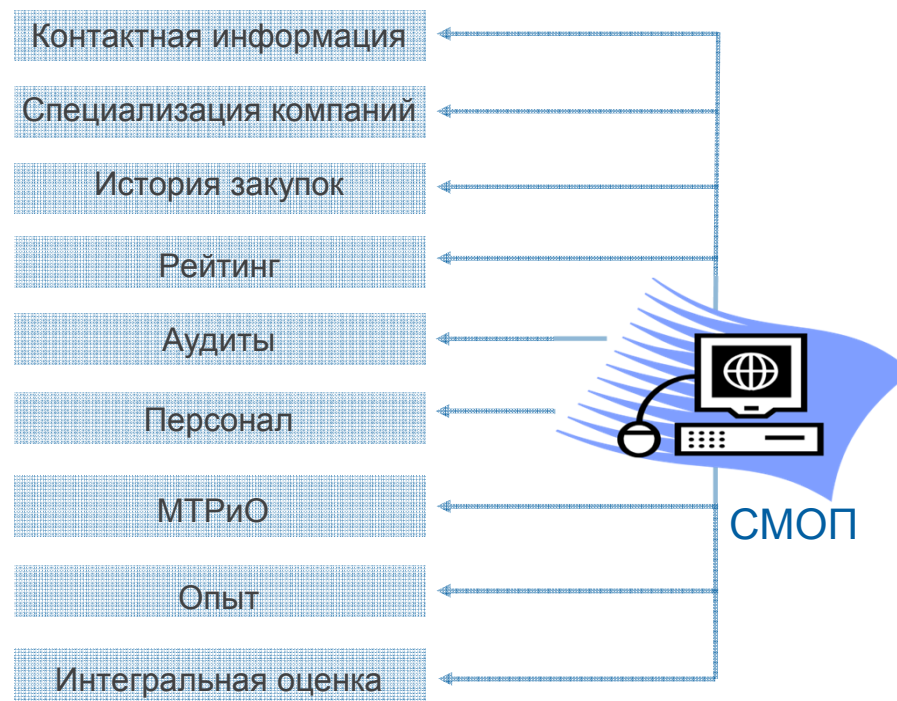 Контактная информация
Специализация компаний
История закупок
Рейтинг
Аудиты
Персонал
МТРиО
СМОП
Опыт
Интегральная оценка